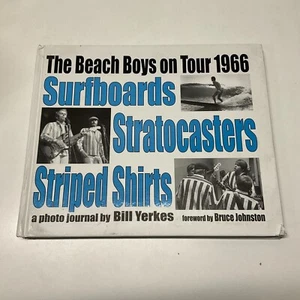 The Beach Boys on Tour 1966
Surfboards
Stratocasters
Striped Shirts
a photo journal by Bill Yerkes foreword by Bruce Johnston